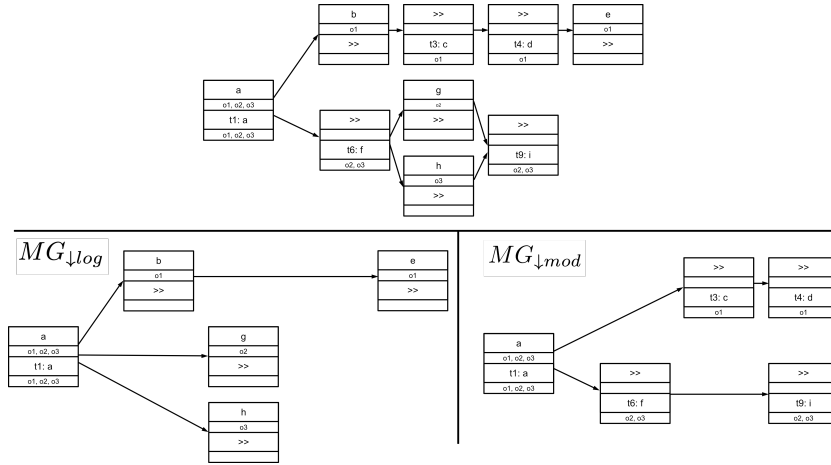 b
o1
>>
>>
t3: c
o1
>>
t4: d
o1
e
o1
>>
a
o1, o2, o3
t1: a
o1, o2, o3
>>
t6: f
o2, o3
g
o2
>>
h
o3
>>
>>
t9: i
o2, o3
MG↓log
b
o1
>>
e
o1
>>
a
o1, o2, o3
t1: a
o1, o2, o3
g
o2
>>
h
o3
>>
MG↓mod
>>
t3: c
o1
>>
t4: d
o1
a
o1, o2, o3
t1: a
o1, o2, o3
>>
t6: f
o2, o3
>>
t9: i
o2, o3